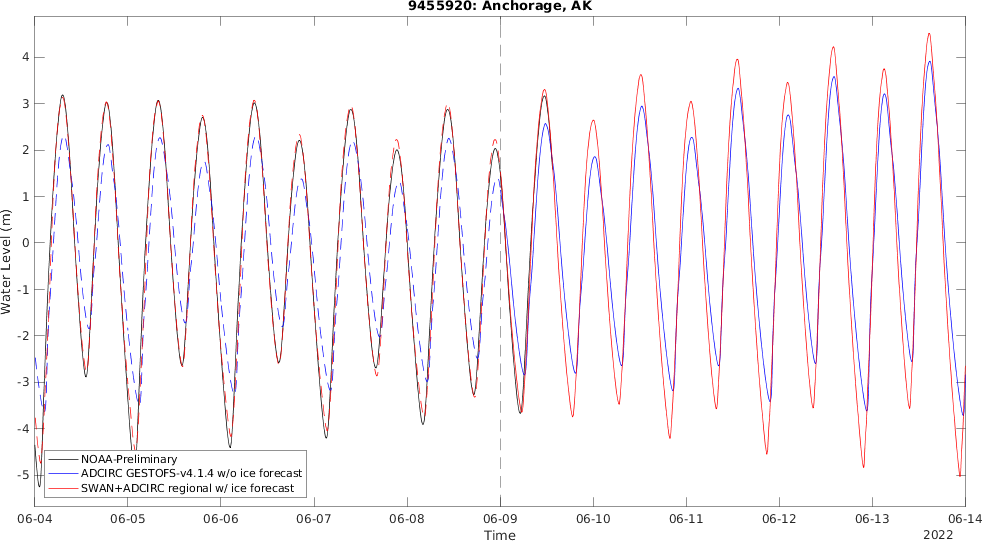 9455920: Anchorage, AK
Water Level (m)
4
3
2
1
0
-1
-2
-3
-4
-5
NOAA-Preliminary
ADCIRC GESTOFS-v4.1.4 w/o ice forecast
SWAN+ADCIRC regional w/ ice forecast
06-04 06-05 06-06 06-07 06-08 06-09 06-10 06-11 06-12 06-13 06-14
Time
2022